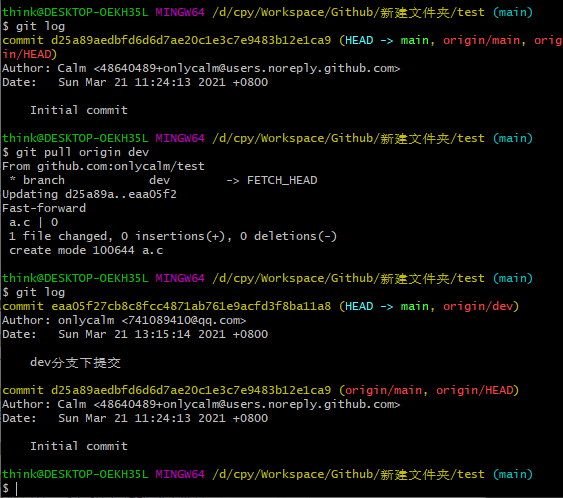 think@DESKTOP-OEKH35L MINGW64 /d/cpy/Workspace/Github/新建文件夹/test (main)
$ git log
commit d25a89aedbfd6d6d7ae20c1e3c7e9483b12e1ca9 (HEAD -> main, origin/main, orig
in/HEAD)
Author: Calm <48640489+onlycalm@users.noreply.github.com>
Date:   Sun Mar 21 11:24:13 2021 +0800
    Initial commit
think@DESKTOP-OEKH35L MINGW64 /d/cpy/Workspace/Github/新建文件夹/test (main)
$ git pull origin dev
From github.com:onlycalm/test
 * branch            dev        -> FETCH_HEAD
Updating d25a89a..eaa05f2
Fast-forward
 a.c | 0
 1 file changed, 0 insertions(+), 0 deletions(-)
 create mode 100644 a.c
think@DESKTOP-OEKH35L MINGW64 /d/cpy/Workspace/Github/新建文件夹/test (main)
$ git log
commit eaa05f27cb8c8fcc4871ab761e9acfd3f8ba11a8 (HEAD -> main, origin/dev)
Author: onlycalm <741089410@qq.com>
Date:   Sun Mar 21 13:15:14 2021 +0800
    dev分支下提交
commit d25a89aedbfd6d6d7ae20c1e3c7e9483b12e1ca9 (origin/main, origin/HEAD)
Author: Calm <48640489+onlycalm@users.noreply.github.com>
Date:   Sun Mar 21 11:24:13 2021 +0800
    Initial commit
think@DESKTOP-OEKH35L MINGW64 /d/cpy/Workspace/Github/新建文件夹/test (main)
$